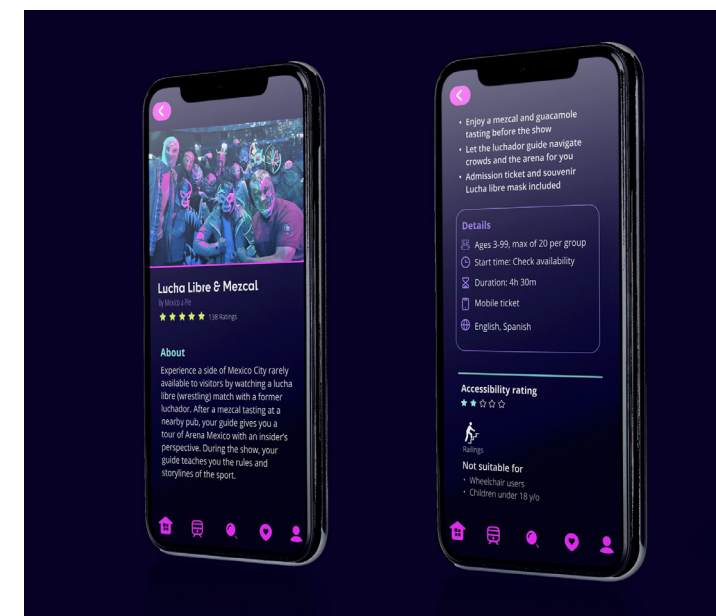 Lucha Libre & Mezcal
By Mexico a Pie
138 Ratings
About
Experience a side of Mexico City rarely
available to visitors by watching a lucha
libre (wrestling) match with a former
luchador. After a mezcal tasting at a
nearby pub, your guide gives you a
tour of Arena Mexico with an insider's
perspective. During the show, your
guide teaches you the rules and
storylines of the sport.
• Enjoy a mezcal and guacamole
tasting before the show
• Let the luchador guide navigate
crowds and the arena for you
• Admission ticket and souvenir
Lucha libre mask included
Details
Ages 3-99, max of 20 per group
Start time: Check availability
Duration: 4h 30m
Mobile ticket
English, Spanish
Accessibility rating
Railings
Not suitable for
• Wheelchair users
• Children under 18 y/o